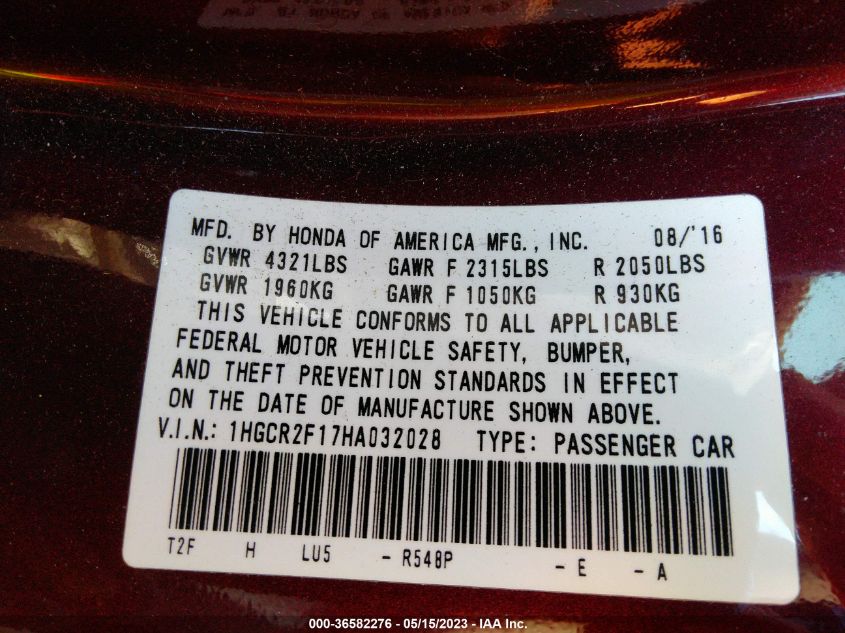 MFD. BY HONDA OF AMERICA MFG., INC. 08/'16
GVWR 4321LBS GAWR F 2315LBS R 2050LBS
GVWR 1960KG GAWR F 1050KG R 930KG
THIS VEHICLE CONFORMS TO ALL APPLICABLE
FEDERAL MOTOR VEHICLE SAFETY, BUMPER,
AND THEFT PREVENTION STANDARDS IN EFFECT
ON THE DATE OF MANUFACTURE SHOWN ABOVE.
V.I.N.: 1HGCR2F17HA032028 TYPE: PASSENGER CAR
T2F H LU5 - R548P - E - A
000-36582276 - 05/15/2023 - IAA Inc.